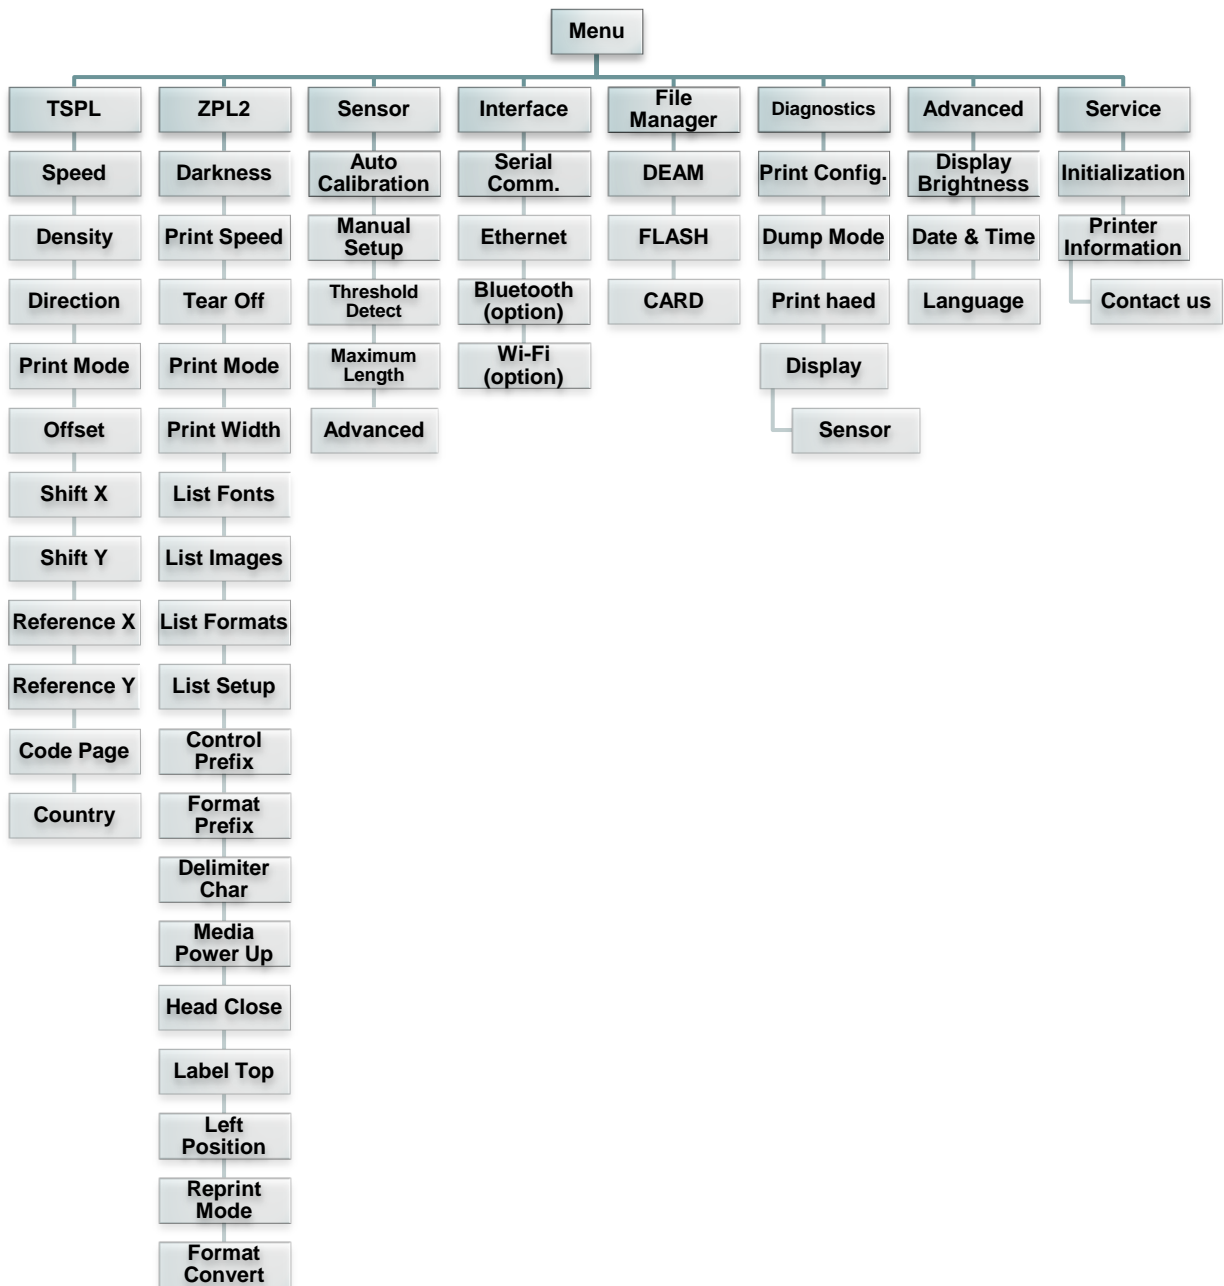 Menu
TSPL
Speed
Density
Direction
Print Mode
Offset
Shift X
Shift Y
Reference X
Reference Y
Code Page
Country
ZPL2
Darkness
Print Speed
Tear Off
Print Mode
Print Width
List Fonts
List Images
List Formats
List Setup
Control
Prefix
Format
Prefix
Delimiter
Char
Media
Power Up
Head Close
Label Top
Left
Position
Reprint
Mode
Format
Convert
Sensor
Auto
Calibration
Manual
Setup
Threshold
Detect
Maximum
Length
Advanced
Interface
Serial
Comm.
Ethernet
Bluetooth
(option)
Wi-Fi
(option)
File
Manager
DEAM
FLASH
CARD
Diagnostics
Print Config.
Dump Mode
Print haed
Display
Sensor
Advanced
Display
Brightness
Date & Time
Language
Service
Initialization
Printer
Information
Contact us